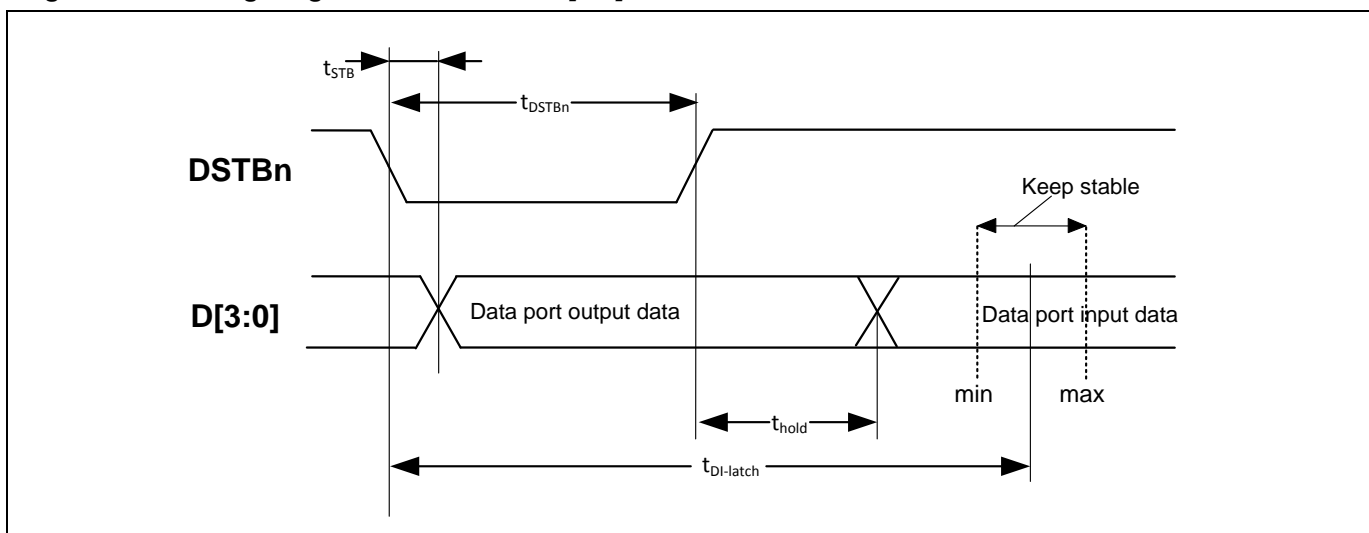 tSTB
tDSTBn
DSTBn
Keep stable
D[3:0]
Data port output data
Data port input data
min
max
thold
tDI-latch